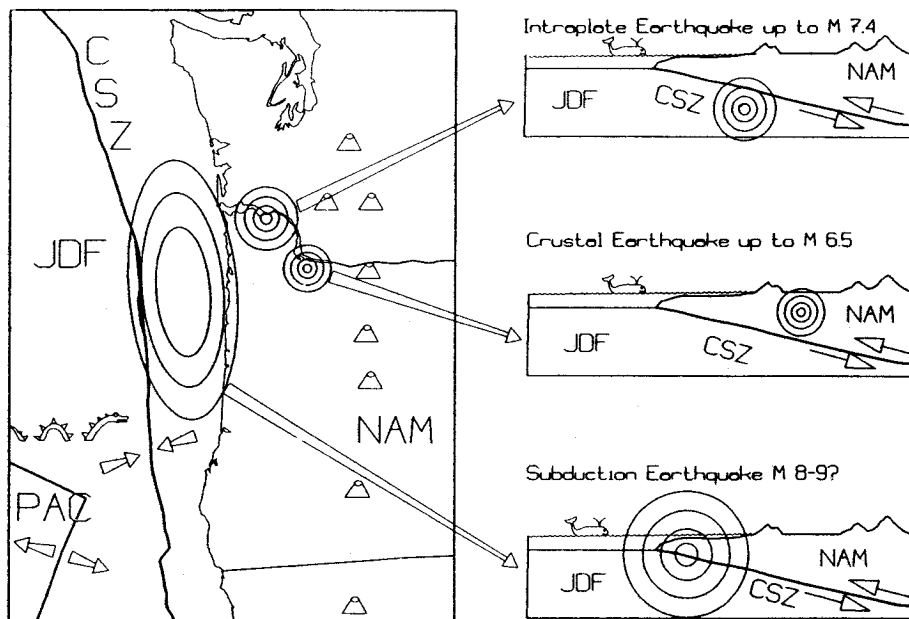 C
S
Z
JDF
NAM
PAC
Intraplate Earthquake up to M 7.4
NAM
JDF
CSZ
Crustal Earthquake up to M 6.5
NAM
JDF
CSZ
Subduction Earthquake M 8-9?
NAM
JDF
CSZ